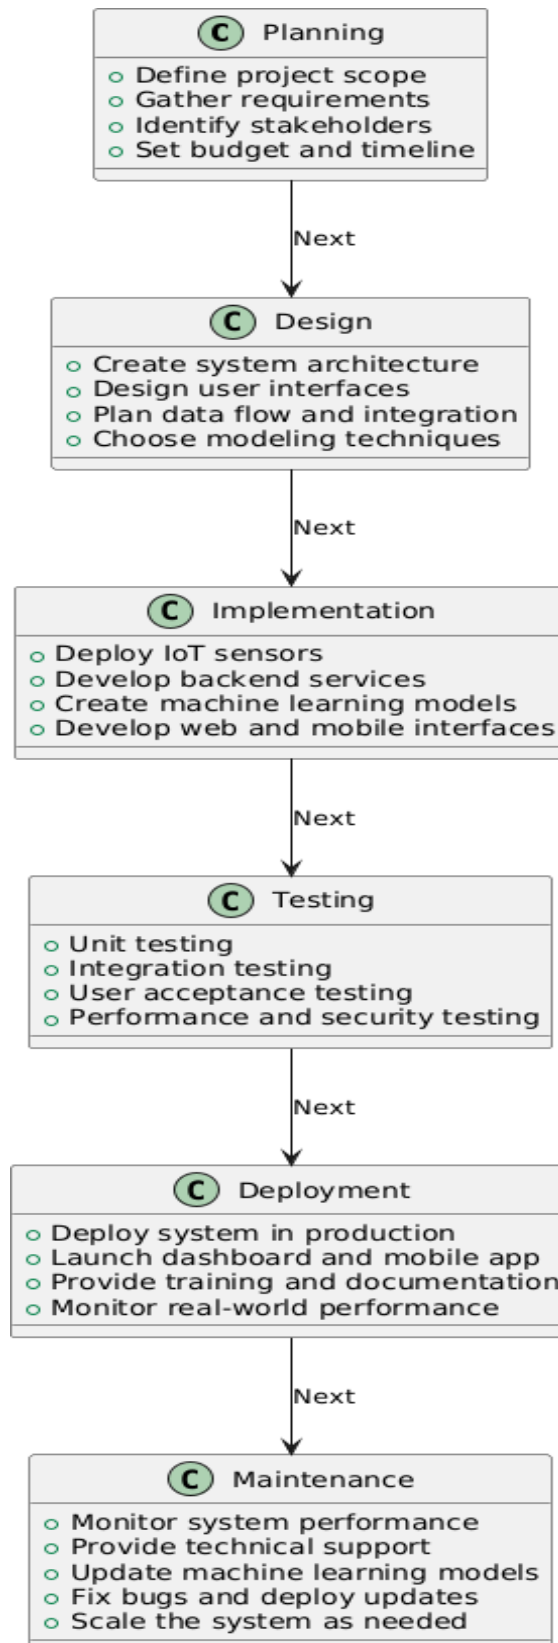 C Planning
Define project scope
Gather requirements
Identify stakeholders
Set budget and timeline
Next
C Design
Create system architecture
Design user interfaces
Plan data flow and integration
Choose modeling techniques
Next
C Implementation
Deploy IoT sensors
Develop backend services
Create machine learning models
Develop web and mobile interfaces
Next
C Testing
Unit testing
Integration testing
User acceptance testing
Performance and security testing
Next
C Deployment
Deploy system in production
Launch dashboard and mobile app
Provide training and documentation
Monitor real-world performance
Next
C Maintenance
Monitor system performance
Provide technical support
Update machine learning models
Fix bugs and deploy updates
Scale the system as needed